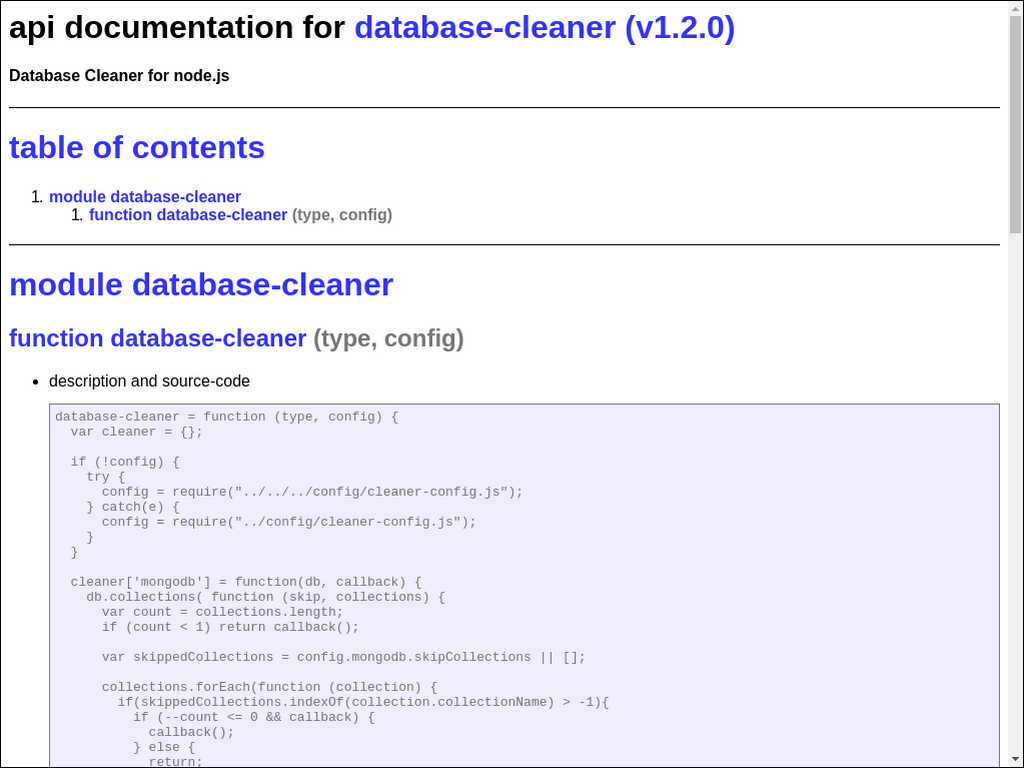 api documentation for database-cleaner (v1.2.0)
Database Cleaner for node.js
table of contents
1. module database-cleaner
1. function database-cleaner (type, config)
module database-cleaner
function database-cleaner (type, config)
• description and source-code
database-cleaner = function (type, config) {
  var cleaner = {};
  if (!config) {
    try {
      config = require("../../../config/cleaner-config.js");
    } catch(e) {
      config = require("../config/cleaner-config.js");
    }
  }
  cleaner['mongodb'] = function(db, callback) {
    db.collections( function (skip, collections) {
      var count = collections.length;
      if (count < 1) return callback();
      var skippedCollections = config.mongodb.skipCollections || [];
      collections.forEach(function (collection) {
        if(skippedCollections.indexOf(collection.collectionName) > -1){
          if (--count <= 0 && callback) {
            callback();
          } else {
            return;